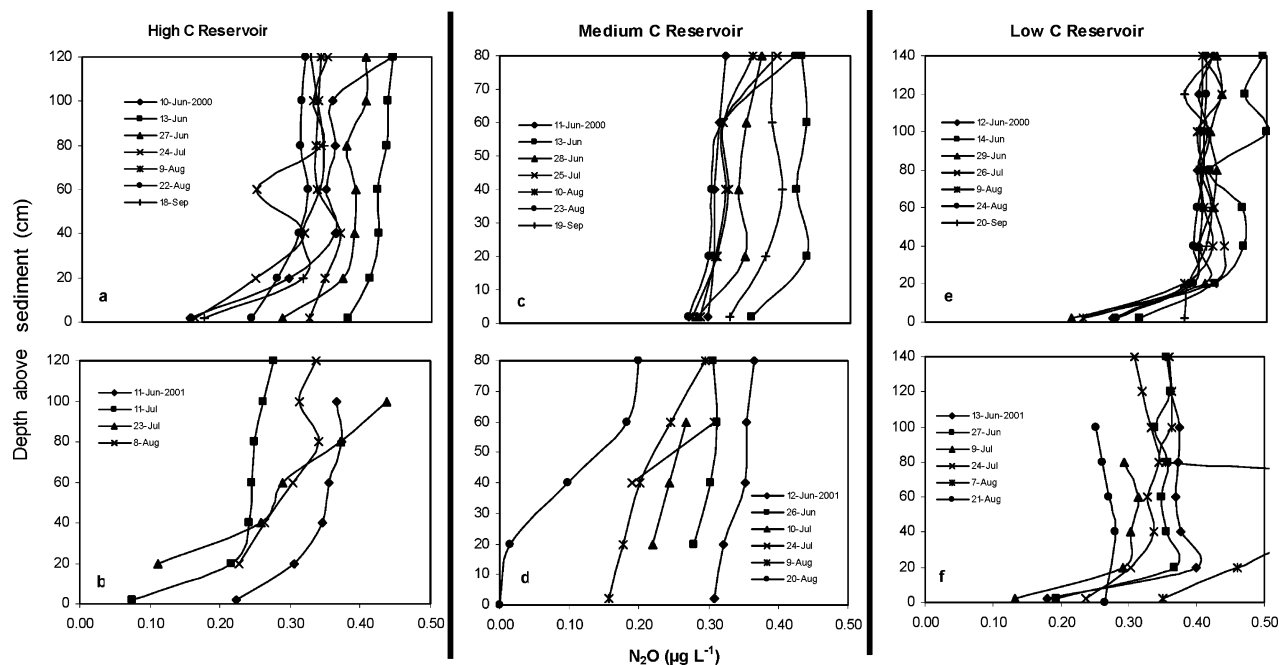 High C Reservoir
Medium C Reservoir
Low C Reservoir
Depth above sediment (cm)
120
100
80
60
40
20
0
10-Jun-2000
13-Jun
27-Jun
24-Jul
9-Aug
22-Aug
18-Sep
a
120
100
80
60
40
20
0
11-Jun-2001
11-Jul
23-Jul
8-Aug
b
0.00 0.10 0.20 0.30 0.40 0.50
80
70
60
50
40
30
20
10
0
11-Jun-2000
13-Jun
28-Jun
25-Jul
10-Aug
23-Aug
19-Sep
c
80
60
40
20
0
12-Jun-2001
26-Jun
10-Jul
24-Jul
9-Aug
20-Aug
d
0.00 0.10 0.20 0.30 0.40 0.50
N₂O (µg L⁻¹)
140
120
100
80
60
40
20
0
12-Jun-2000
14-Jun
29-Jun
26-Jul
9-Aug
24-Aug
20-Sep
e
140
120
100
80
60
40
20
0
13-Jun-2001
27-Jun
9-Jul
24-Jul
7-Aug
21-Aug
f
0.00 0.10 0.20 0.30 0.40 0.50